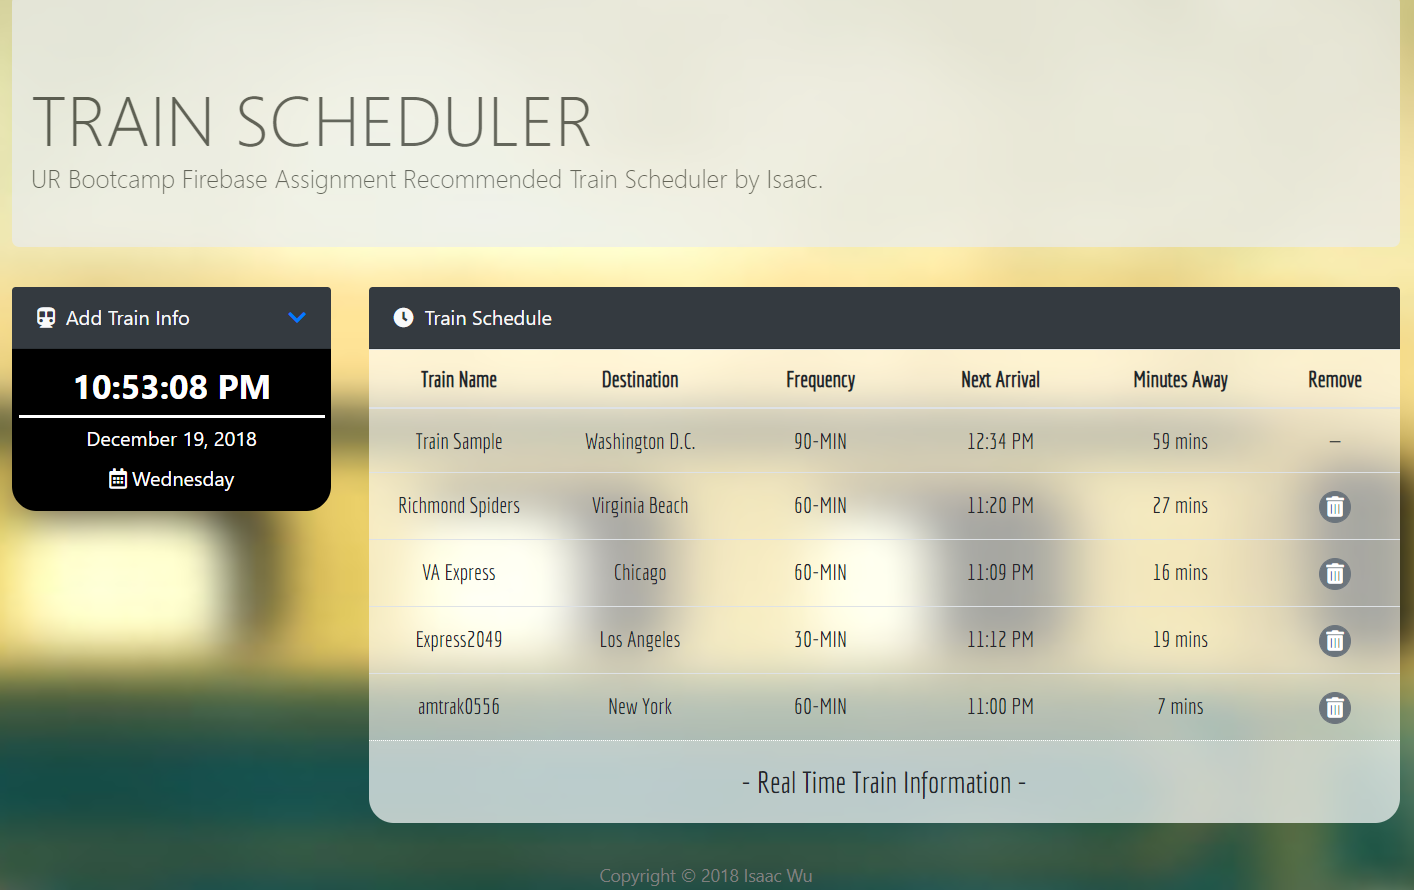 TRAIN SCHEDULER
UR Bootcamp Firebase Assignment Recommended Train Scheduler by Isaac.
Add Train Info
10:53:08 PM
December 19, 2018
Wednesday
Train Schedule
Train Name Destination Frequency Next Arrival Minutes Away Remove
Train Sample Washington D.C. 90-MIN 12:34 PM 59 mins —
Richmond Spiders Virginia Beach 60-MIN 11:20 PM 27 mins
VA Express Chicago 60-MIN 11:09 PM 16 mins
Express2049 Los Angeles 30-MIN 11:12 PM 19 mins
amtrak0556 New York 60-MIN 11:00 PM 7 mins
- Real Time Train Information -
Copyright © 2018 Isaac Wu